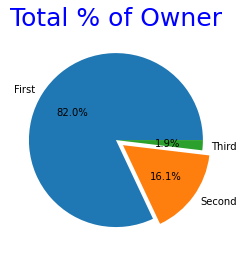 Total % of Owner
First
82.0%
1.9%
Third
16.1%
Second